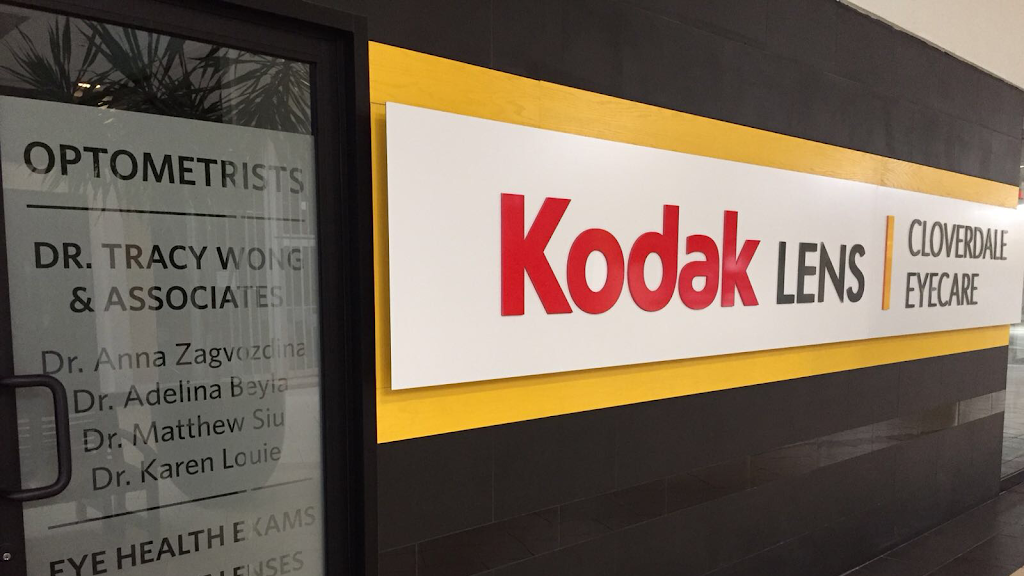 OPTOMETRISTS
DR. TRACY WONG
& ASSOCIATES
Dr. Anna Zagvozdina
Dr. Adelina Beyla
Dr. Matthew Siu
Dr. Karen Louie
EYE HEALTH EXAMS
Kodak LENS
CLOVERDALE
EYECARE